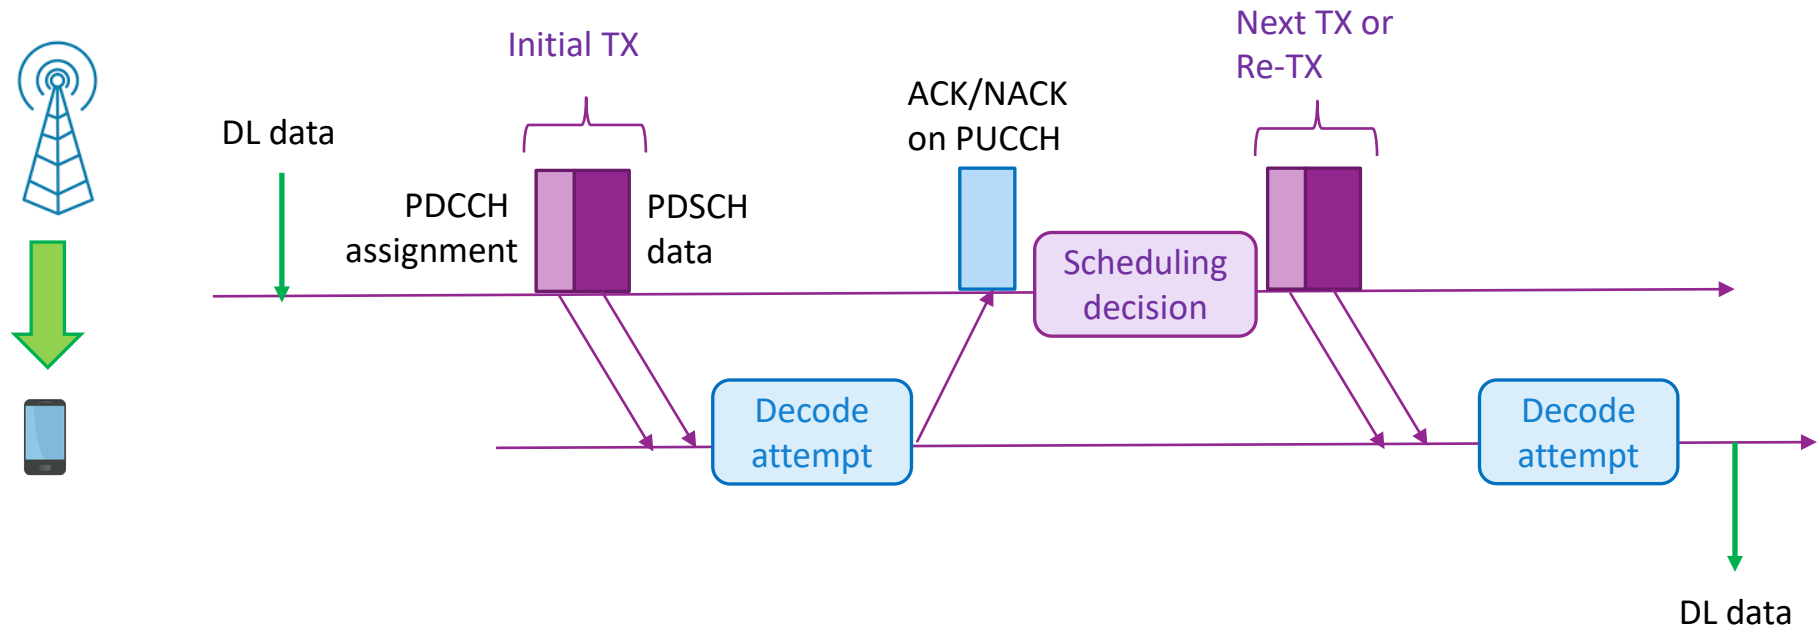 Initial TX
Next TX or
Re-TX
DL data
ACK/NACK
on PUCCH
PDCCH
assignment
PDSCH
data
Scheduling
decision
Decode
attempt
Decode
attempt
DL data